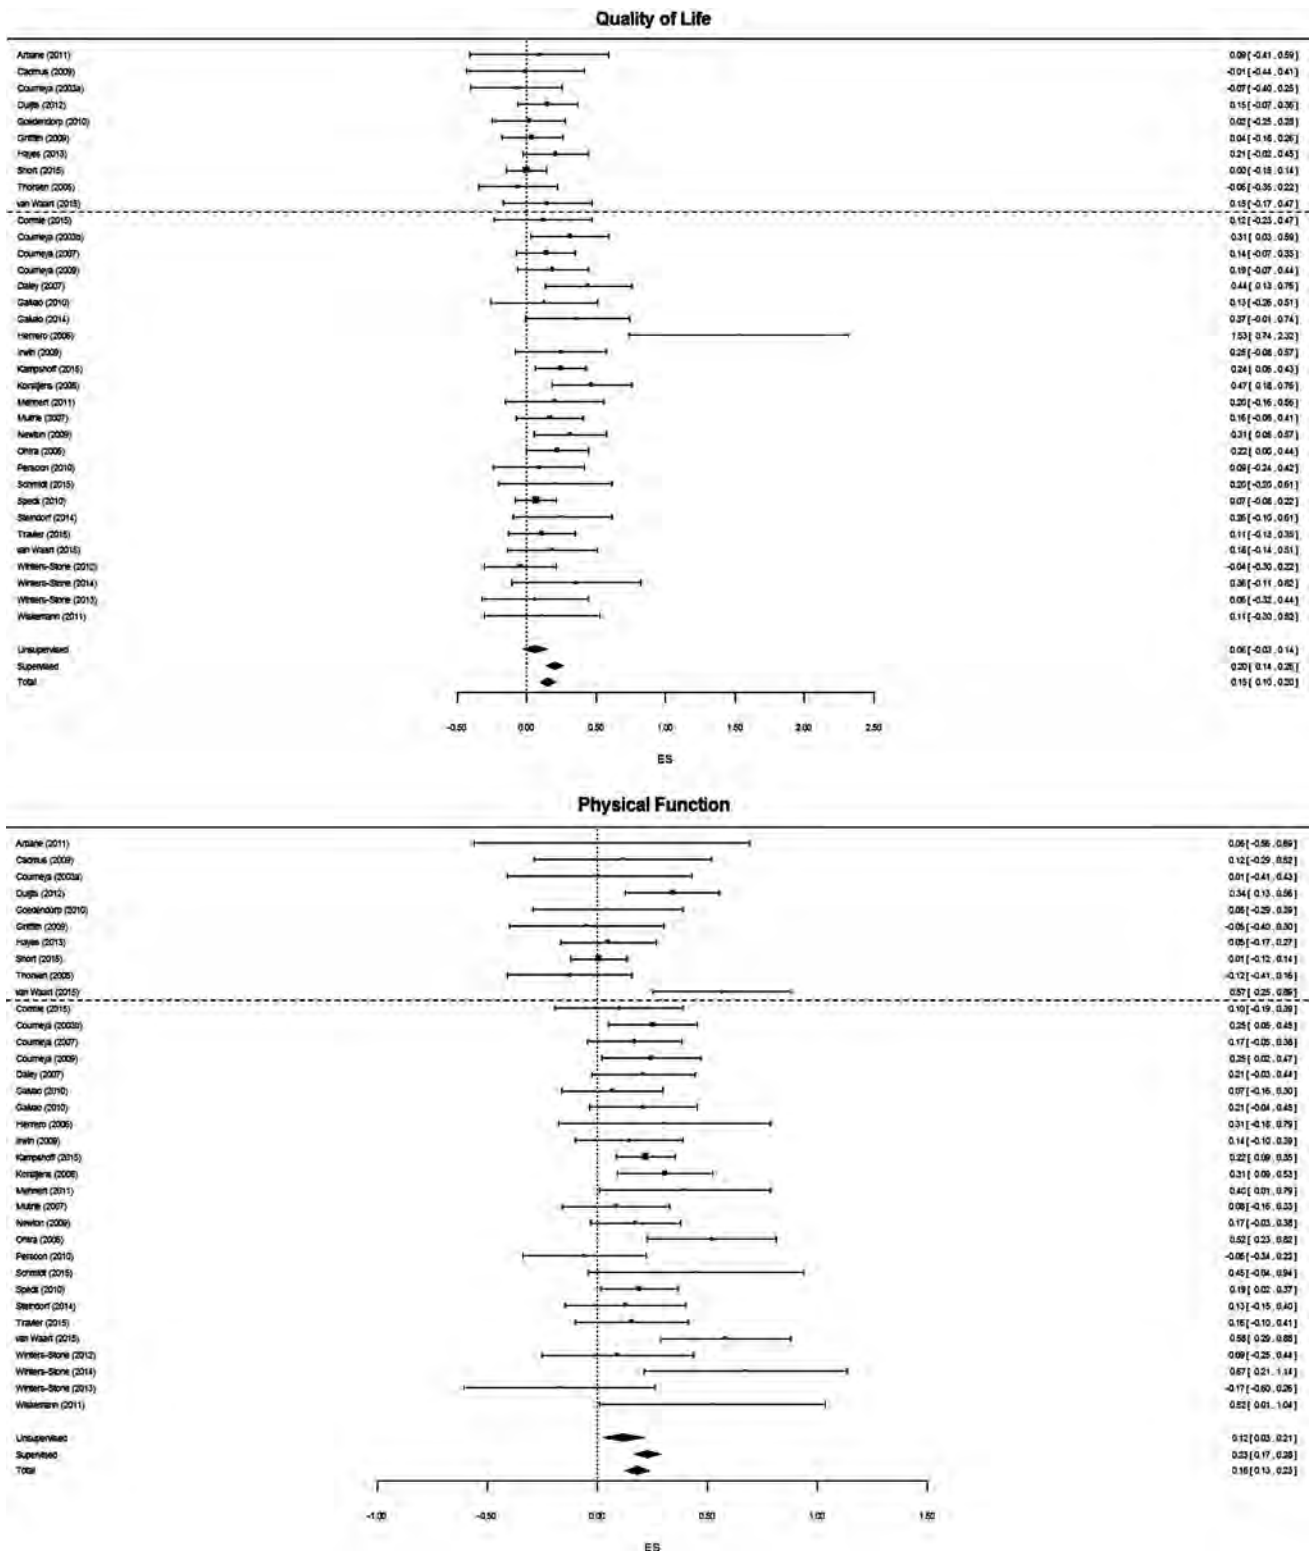 Quality of Life
Arbane (2011) 0.09 [ -0.41 , 0.59 ]
Cadmus (2009) -0.01 [ -0.44 , 0.41 ]
Courneya (2003a) -0.07 [ -0.40 , 0.25 ]
Duijts (2012) 0.15 [ -0.07 , 0.36 ]
Goedendorp (2010) 0.02 [ -0.25 , 0.28 ]
Griffith (2009) 0.04 [ -0.18 , 0.26 ]
Hayes (2013) 0.21 [ -0.02 , 0.45 ]
Short (2015) 0.00 [ -0.15 , 0.14 ]
Thorsen (2005) -0.06 [ -0.35 , 0.22 ]
van Waart (2015) 0.15 [ -0.17 , 0.47 ]
Cormie (2015) 0.12 [ -0.23 , 0.47 ]
Courneya (2003b) 0.31 [ 0.03 , 0.59 ]
Courneya (2007) 0.14 [ -0.07 , 0.35 ]
Courneya (2009) 0.19 [ -0.07 , 0.44 ]
Daley (2007) 0.44 [ 0.13 , 0.75 ]
Galvao (2010) 0.13 [ -0.26 , 0.51 ]
Galvao (2014) 0.37 [ -0.01 , 0.74 ]
Herrero (2006) 1.53 [ 0.74 , 2.32 ]
Irwin (2009) 0.25 [ -0.08 , 0.57 ]
Kampshoff (2015) 0.24 [ 0.06 , 0.43 ]
Korstjens (2008) 0.47 [ 0.18 , 0.76 ]
Mehnert (2011) 0.20 [ -0.16 , 0.56 ]
Mutrie (2007) 0.16 [ -0.08 , 0.41 ]
Newton (2009) 0.31 [ 0.06 , 0.57 ]
Ohira (2006) 0.22 [ 0.00 , 0.44 ]
Persoon (2010) 0.09 [ -0.24 , 0.42 ]
Schmidt (2015) 0.20 [ -0.20 , 0.61 ]
Speck (2010) 0.07 [ -0.08 , 0.22 ]
Steindorf (2014) 0.26 [ -0.10 , 0.61 ]
Travier (2015) 0.11 [ -0.13 , 0.35 ]
van Waart (2015) 0.18 [ -0.14 , 0.51 ]
Winters-Stone (2012) -0.04 [ -0.30 , 0.22 ]
Winters-Stone (2014) 0.36 [ -0.11 , 0.82 ]
Winters-Stone (2013) 0.06 [ -0.32 , 0.44 ]
Wiskemann (2011) 0.11 [ -0.30 , 0.52 ]
Unsupervised 0.06 [ -0.03 , 0.14 ]
Supervised 0.20 [ 0.14 , 0.25 ]
Total 0.15 [ 0.10 , 0.20 ]
-0.50 0.00 0.50 1.00 1.50 2.00 2.50
ES
Physical Function
Arbane (2011) 0.06 [ -0.56 , 0.69 ]
Cadmus (2009) 0.12 [ -0.29 , 0.52 ]
Courneya (2003a) 0.01 [ -0.41 , 0.43 ]
Duijts (2012) 0.34 [ 0.13 , 0.56 ]
Goedendorp (2010) 0.05 [ -0.29 , 0.39 ]
Griffith (2009) -0.05 [ -0.40 , 0.30 ]
Hayes (2013) 0.05 [ -0.17 , 0.27 ]
Short (2015) 0.01 [ -0.12 , 0.14 ]
Thorsen (2005) -0.12 [ -0.41 , 0.16 ]
van Waart (2015) 0.57 [ 0.25 , 0.89 ]
Cormie (2015) 0.10 [ -0.19 , 0.39 ]
Courneya (2003b) 0.25 [ 0.05 , 0.45 ]
Courneya (2007) 0.17 [ -0.05 , 0.38 ]
Courneya (2009) 0.25 [ 0.02 , 0.47 ]
Daley (2007) 0.21 [ -0.03 , 0.44 ]
Galvao (2010) 0.07 [ -0.16 , 0.30 ]
Galvao (2010) 0.21 [ -0.04 , 0.45 ]
Herrero (2006) 0.31 [ -0.18 , 0.79 ]
Irwin (2009) 0.14 [ -0.10 , 0.39 ]
Kampshoff (2015) 0.22 [ 0.09 , 0.35 ]
Korstjens (2008) 0.31 [ 0.09 , 0.53 ]
Mehnert (2011) 0.40 [ 0.01 , 0.79 ]
Mutrie (2007) 0.08 [ -0.16 , 0.33 ]
Newton (2009) 0.17 [ -0.03 , 0.38 ]
Ohira (2006) 0.52 [ 0.23 , 0.82 ]
Persoon (2010) -0.06 [ -0.34 , 0.22 ]
Schmidt (2015) 0.45 [ -0.04 , 0.94 ]
Speck (2010) 0.19 [ 0.02 , 0.37 ]
Steindorf (2014) 0.13 [ -0.15 , 0.40 ]
Travier (2015) 0.16 [ -0.10 , 0.41 ]
van Waart (2015) 0.58 [ 0.29 , 0.88 ]
Winters-Stone (2012) 0.09 [ -0.25 , 0.44 ]
Winters-Stone (2014) 0.67 [ 0.21 , 1.14 ]
Winters-Stone (2013) -0.17 [ -0.60 , 0.26 ]
Wiskemann (2011) 0.52 [ 0.01 , 1.04 ]
Unsupervised 0.12 [ 0.03 , 0.21 ]
Supervised 0.23 [ 0.17 , 0.28 ]
Total 0.18 [ 0.13 , 0.23 ]
-1.00 -0.50 0.00 0.50 1.00 1.50
ES